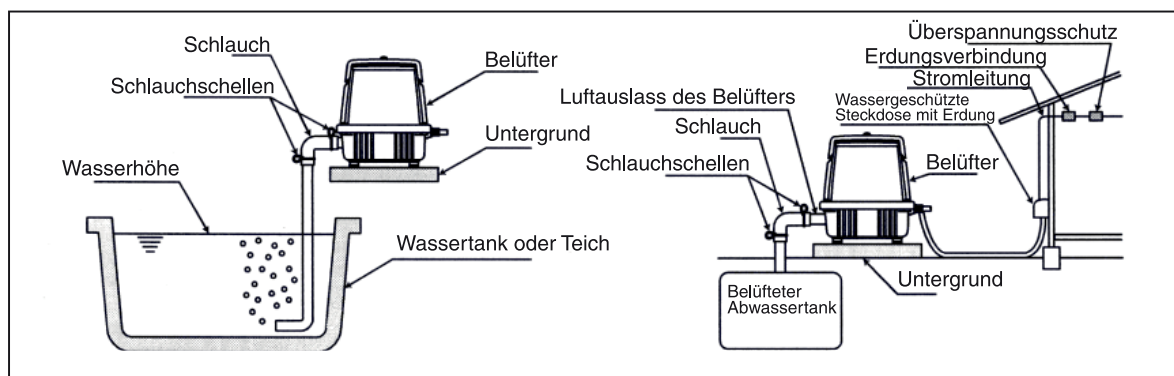 Schlauch
Schlauchschellen
Belüfter
Untergrund
Wasserhöhe
Wassertank oder Teich
Überspannungsschutz
Erdungsverbindung
Stromleitung
Wassergeschützte
Steckdose mit Erdung
Luftauslass des Belüfters
Schlauch
Schlauchschellen
Belüfter
Untergrund
Belüfteter
Abwassertank